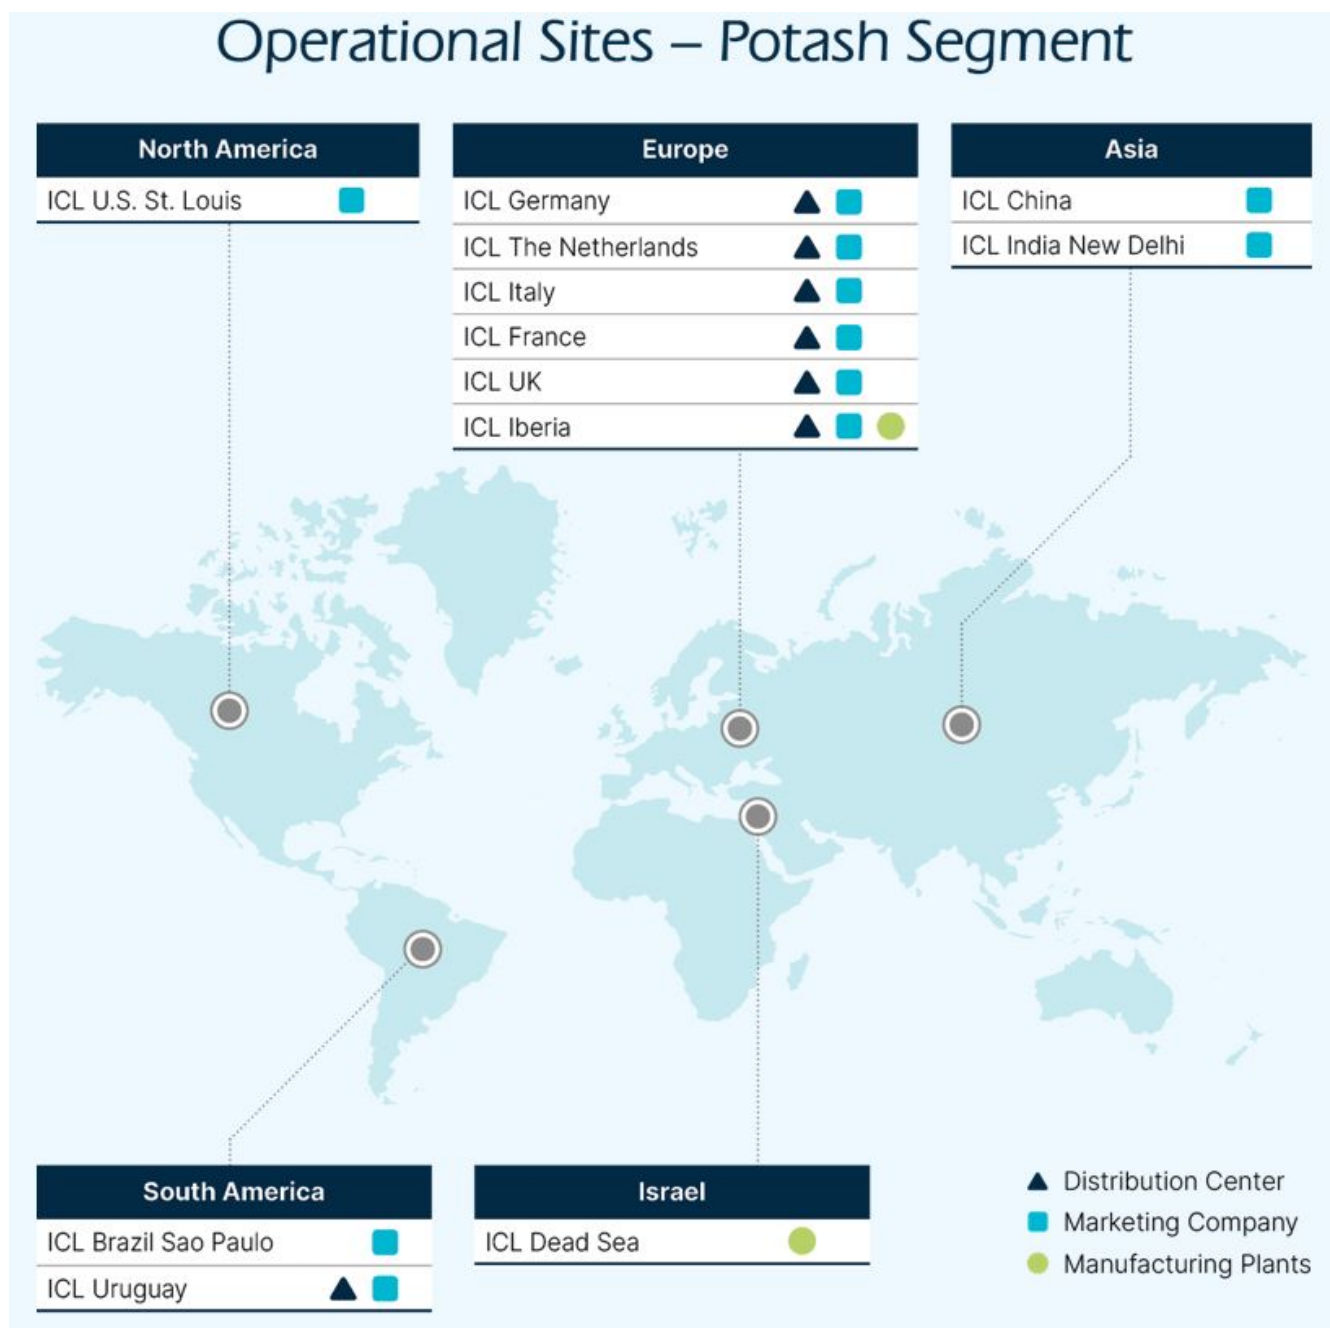 Operational Sites – Potash Segment
North America
ICL U.S. St. Louis
Europe
ICL Germany
ICL The Netherlands
ICL Italy
ICL France
ICL UK
ICL Iberia
Asia
ICL China
ICL India New Delhi
South America
ICL Brazil Sao Paulo
ICL Uruguay
Israel
ICL Dead Sea
Distribution Center
Marketing Company
Manufacturing Plants